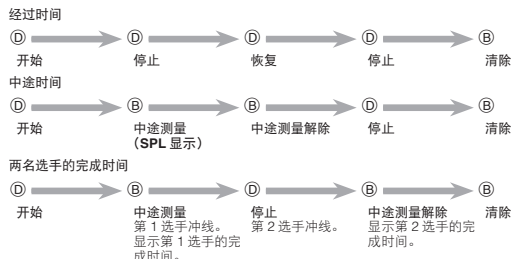 经过时间
Ⓓ Ⓓ Ⓓ Ⓓ Ⓑ
开始 停止 恢复 停止 清除
中途时间
Ⓓ Ⓑ Ⓑ Ⓓ Ⓑ
开始 中途测量 中途测量解除 停止 清除
(SPL 显示)
两名选手的完成时间
Ⓓ Ⓑ Ⓓ Ⓑ Ⓑ
开始 中途测量 停止 中途测量解除 清除
第 1 选手冲线。 第 2 选手冲线。 显示第 2 选手的完
显示第 1 选手的完 成时间。
成时间。